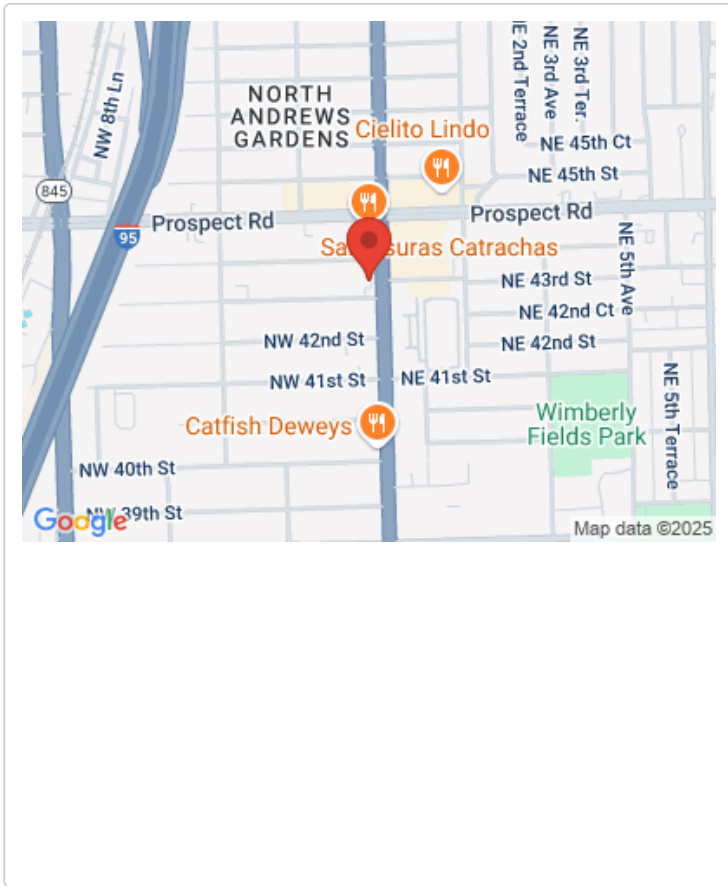 NW 8th Ln
NORTH
ANDREWS
GARDENS
Cielito Lindo
NE 2nd Terrace
NE 3rd Ave
NE 3rd Ter.
NE 45th Ct
NE 45th St
845
95
Prospect Rd
Prospect Rd
Catrachas
NE 5th Ave
NE 43rd St
NE 42nd Ct
NW 42nd St
NE 42nd St
NW 41st St
NE 41st St
Catfish Deweys
Wimberly
Fields Park
NE 5th Terrace
NW 40th St
NW 39th St
Google
Map data ©2025